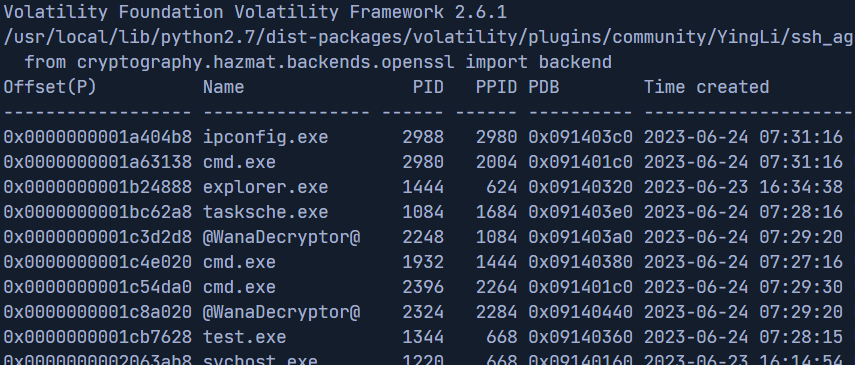 Volatility Foundation Volatility Framework 2.6.1
/usr/local/lib/python2.7/dist-packages/volatility/plugins/community/YingLi/ssh_ag
from cryptography.hazmat.backends.openssl import backend
Offset(P) Name PID PPID PDB Time created
------------------ ---------------- ------ ------ ---------- --------------------
0x0000000001a404b8 ipconfig.exe 2988 2980 0x091403c0 2023-06-24 07:31:16
0x0000000001a63138 cmd.exe 2980 2004 0x091401c0 2023-06-24 07:31:16
0x0000000001b24888 explorer.exe 1444 624 0x09140320 2023-06-23 16:34:38
0x0000000001bc62a8 tasksche.exe 1084 1684 0x091403e0 2023-06-24 07:28:16
0x0000000001c3d2d8 @WanaDecryptor@ 2248 1084 0x091403a0 2023-06-24 07:29:20
0x0000000001c4e020 cmd.exe 1932 1444 0x09140380 2023-06-24 07:27:16
0x0000000001c54da0 cmd.exe 2396 2264 0x091401c0 2023-06-24 07:29:30
0x0000000001c8a020 @WanaDecryptor@ 2324 2284 0x09140440 2023-06-24 07:29:20
0x0000000001cb7628 test.exe 1344 668 0x09140360 2023-06-24 07:28:15
0x0000000002063ab8 svchost.exe 1220 668 0x09140160 2023-06-23 16:14:54